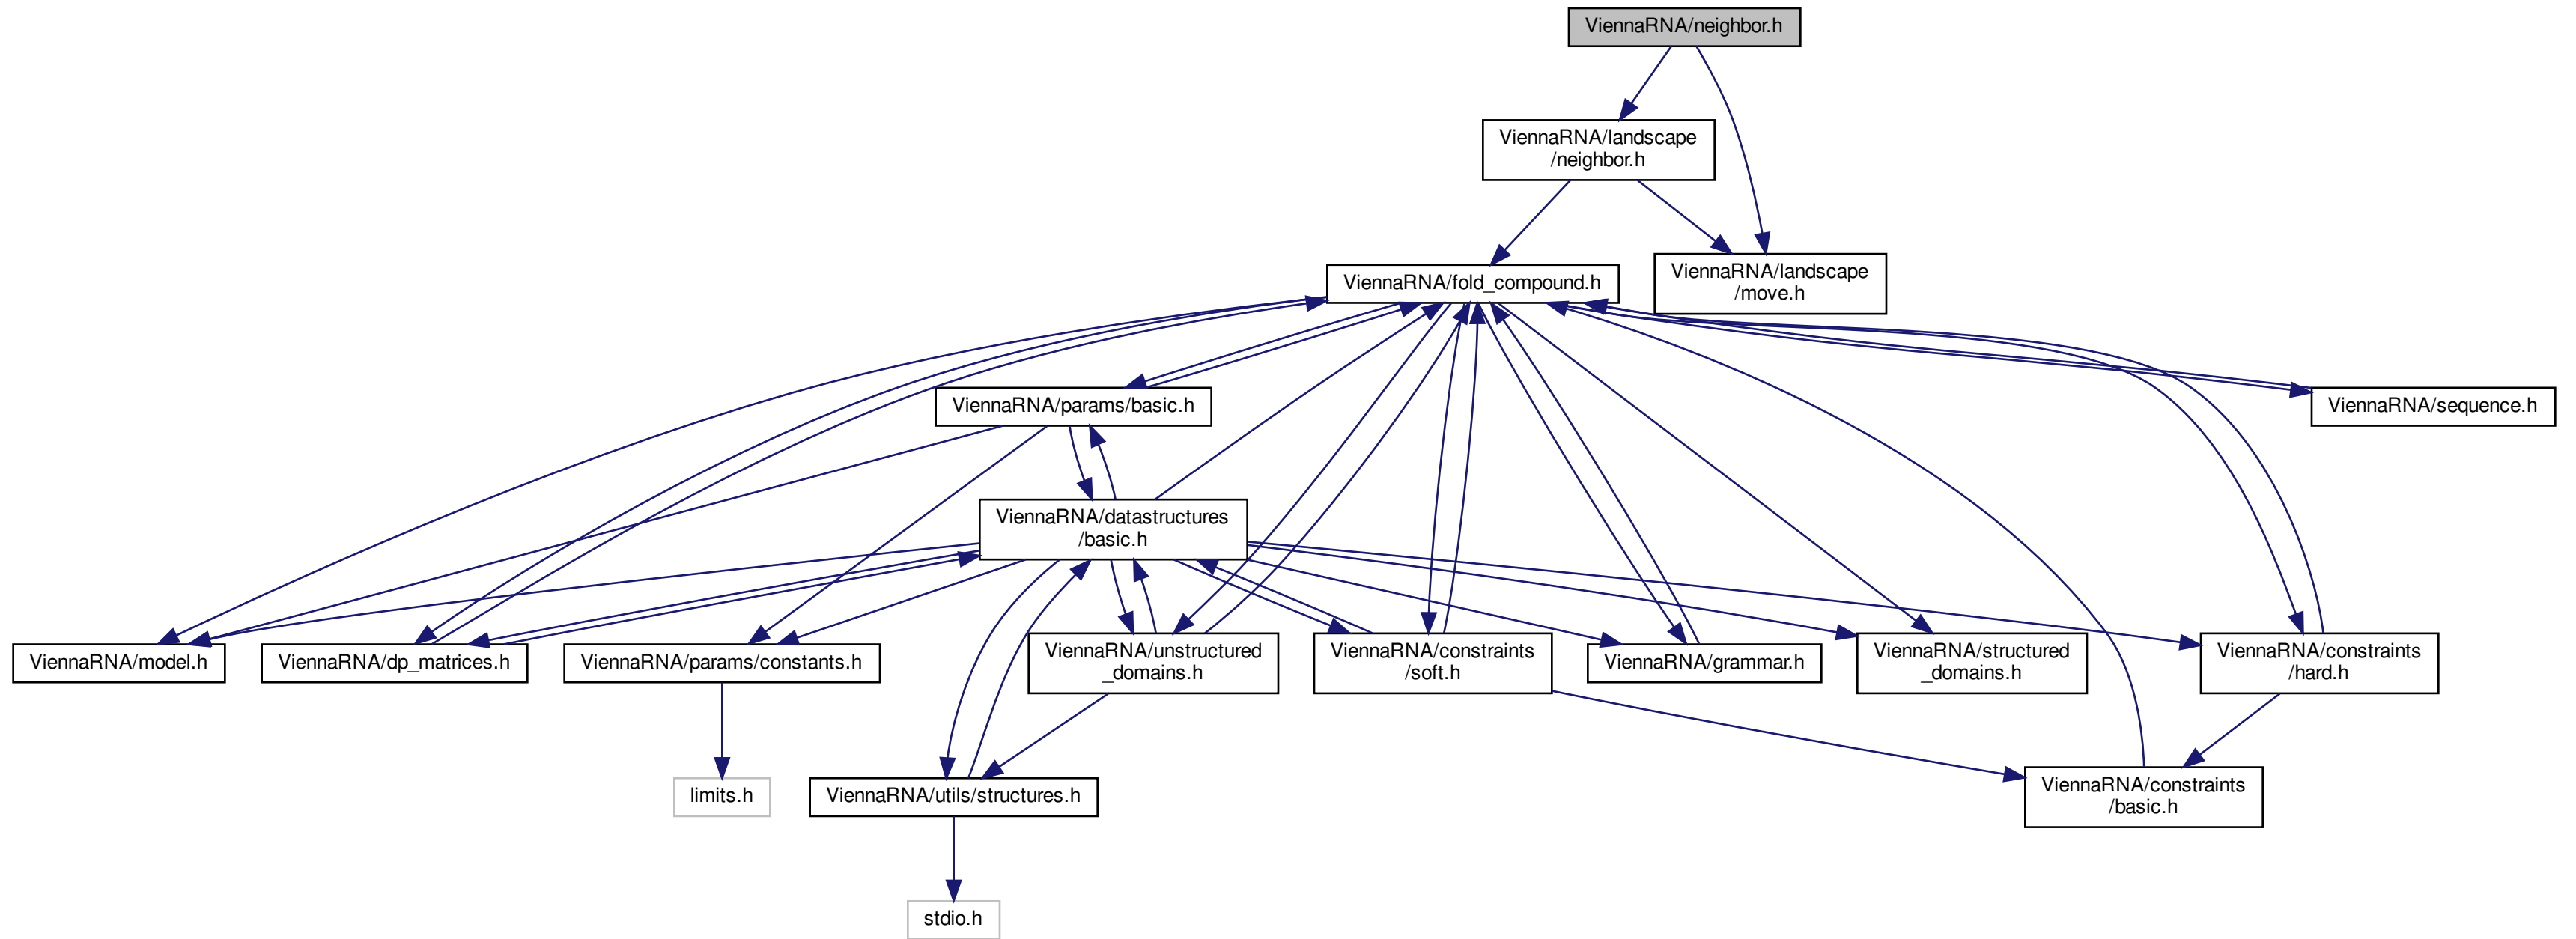 ViennaRNA/neighbor.h
ViennaRNA/landscape
/neighbor.h
ViennaRNA/fold_compound.h
ViennaRNA/landscape
/move.h
ViennaRNA/params/basic.h
ViennaRNA/sequence.h
ViennaRNA/datastructures
/basic.h
ViennaRNA/model.h
ViennaRNA/dp_matrices.h
ViennaRNA/params/constants.h
ViennaRNA/unstructured
_domains.h
ViennaRNA/constraints
/soft.h
ViennaRNA/grammar.h
ViennaRNA/structured
_domains.h
ViennaRNA/constraints
/hard.h
limits.h
ViennaRNA/utils/structures.h
ViennaRNA/constraints
/basic.h
stdio.h